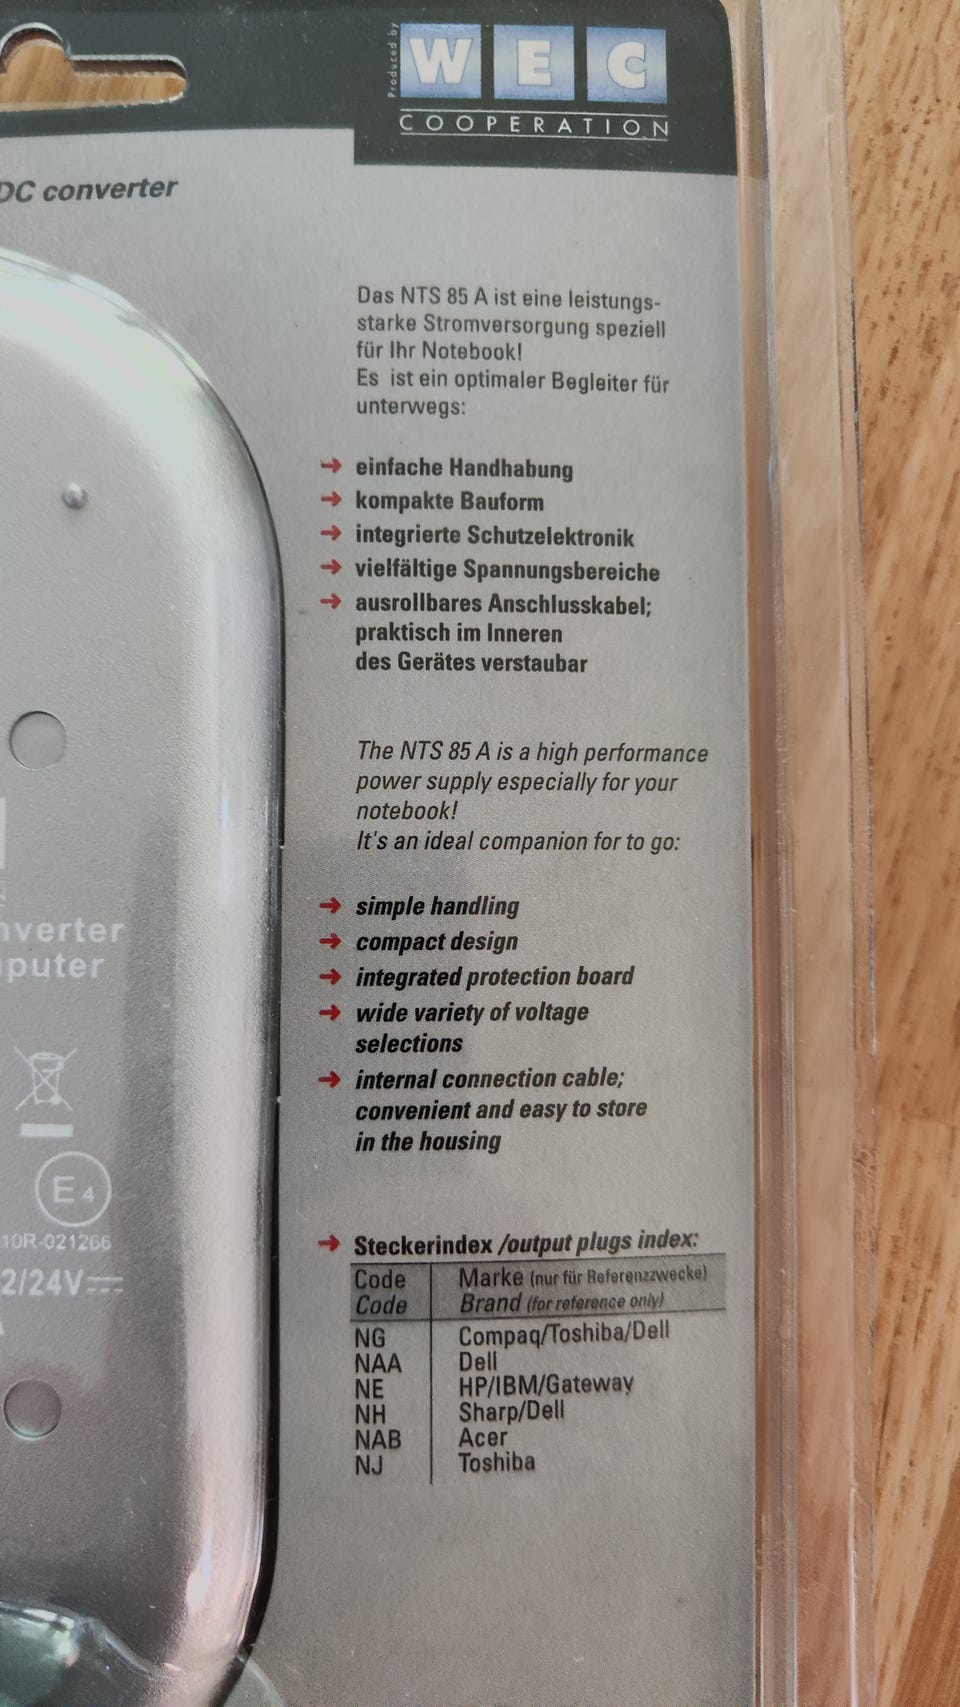 Produced by
WEC
COOPERATION
DC converter
Das NTS 85 A ist eine leistungs-
starke Stromversorgung speziell
für Ihr Notebook!
Es ist ein optimaler Begleiter für
unterwegs:
→ einfache Handhabung
→ kompakte Bauform
→ integrierte Schutzelektronik
→ vielfältige Spannungsbereiche
→ ausrollbares Anschlusskabel;
praktisch im Inneren
des Gerätes verstaubar
The NTS 85 A is a high performance
power supply especially for your
notebook!
It's an ideal companion for to go:
→ simple handling
→ compact design
→ integrated protection board
→ wide variety of voltage
selections
→ internal connection cable;
convenient and easy to store
in the housing
→ Steckerindex /output plugs index:
Code Marke (nur für Referenzzwecke)
Code Brand (for reference only)
NG Compaq/Toshiba/Dell
NAA Dell
NE HP/IBM/Gateway
NH Sharp/Dell
NAB Acer
NJ Toshiba
nverter
puter
E4
10R-021266
2/24V